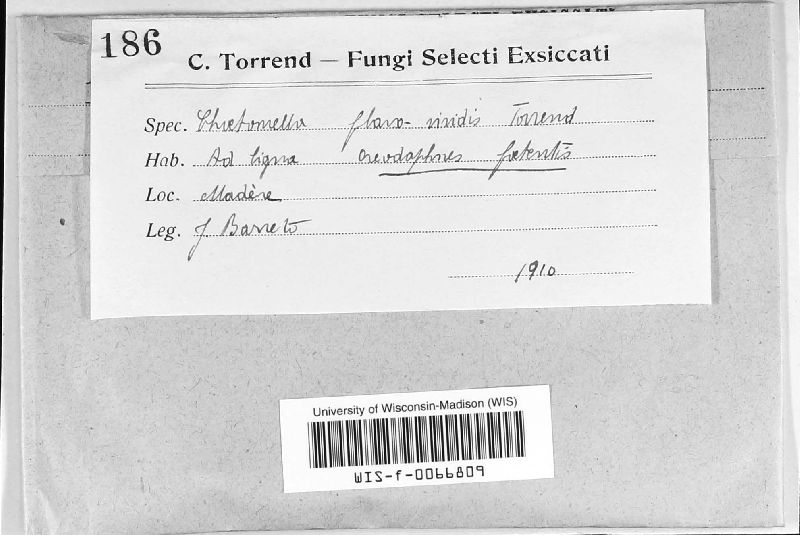 186
C. Torrend — Fungi Selecti Exsiccati
Spec. Chaetomella flavo-viridis Torrend
Hab. Ad ligna Oreodaphnes foetentis
Loc. Madère
Leg. J. Barreto
1910
University of Wisconsin-Madison (WIS)
WIS-f-0066809